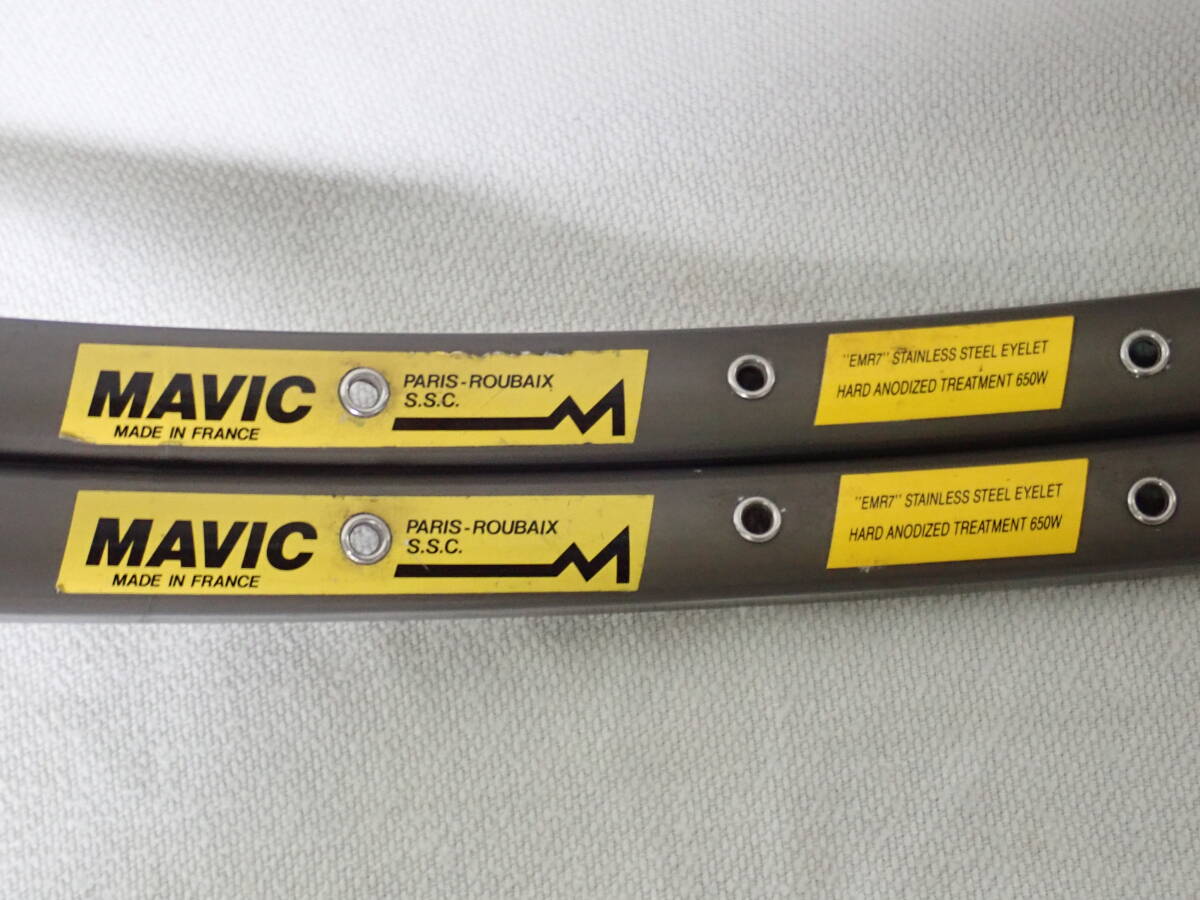 MAVIC
MADE IN FRANCE
PARIS-ROUBAIX
S.S.C.
"EMR7" STAINLESS STEEL EYELET
HARD ANODIZED TREATMENT 650W
MAVIC
MADE IN FRANCE
PARIS-ROUBAIX
S.S.C.
"EMR7" STAINLESS STEEL EYELET
HARD ANODIZED TREATMENT 650W